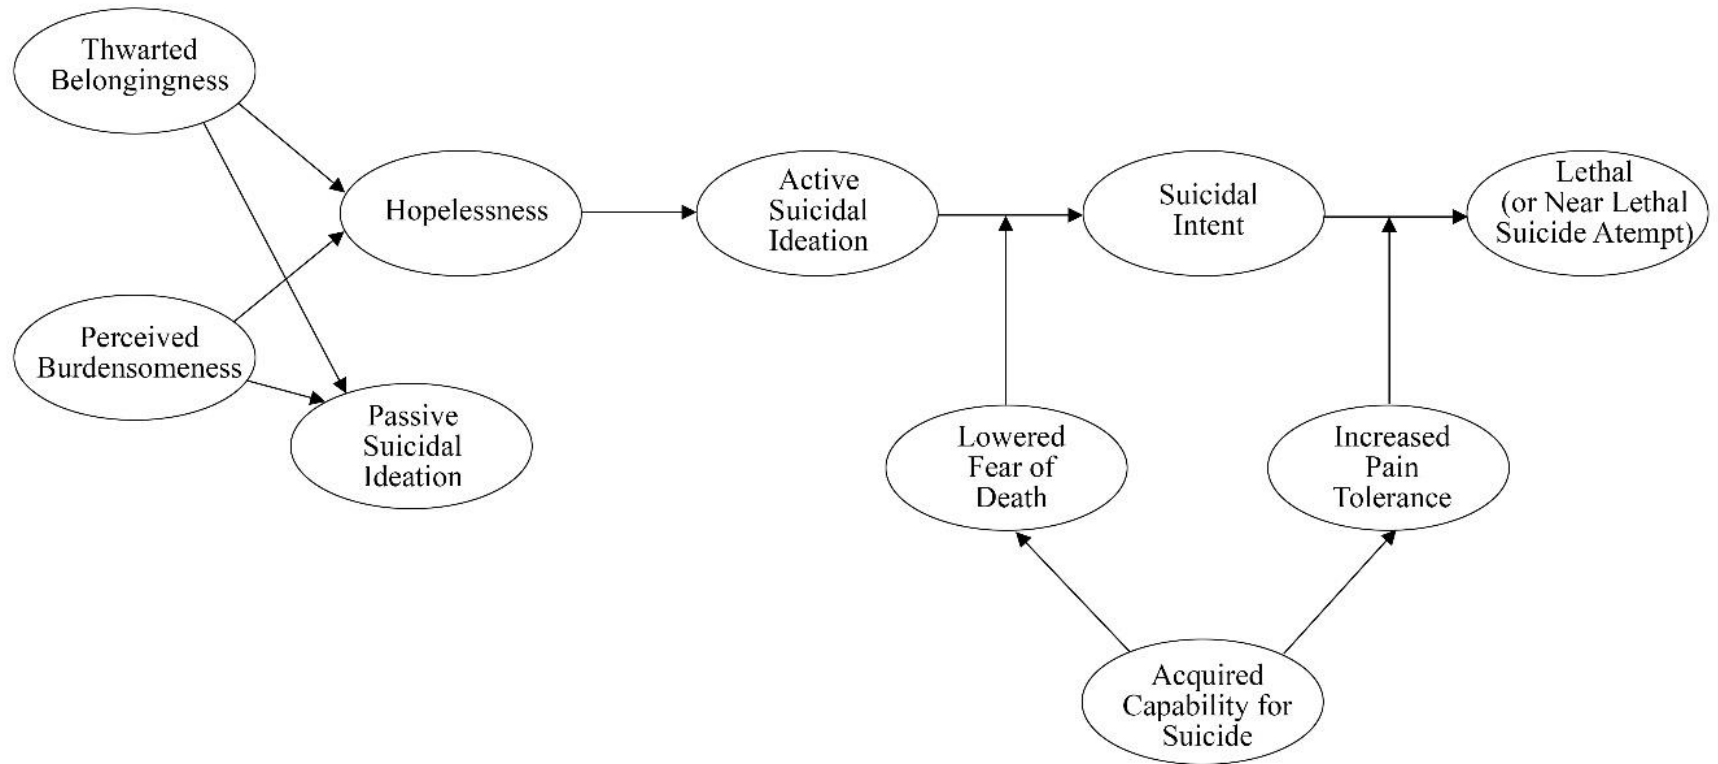 Thwarted
Belongingness
Hopelessness
Active
Suicidal
Ideation
Suicidal
Intent
Lethal
(or Near Lethal
Suicide Atempt)
Perceived
Burdensomeness
Passive
Suicidal
Ideation
Lowered
Fear of
Death
Increased
Pain
Tolerance
Acquired
Capability for
Suicide